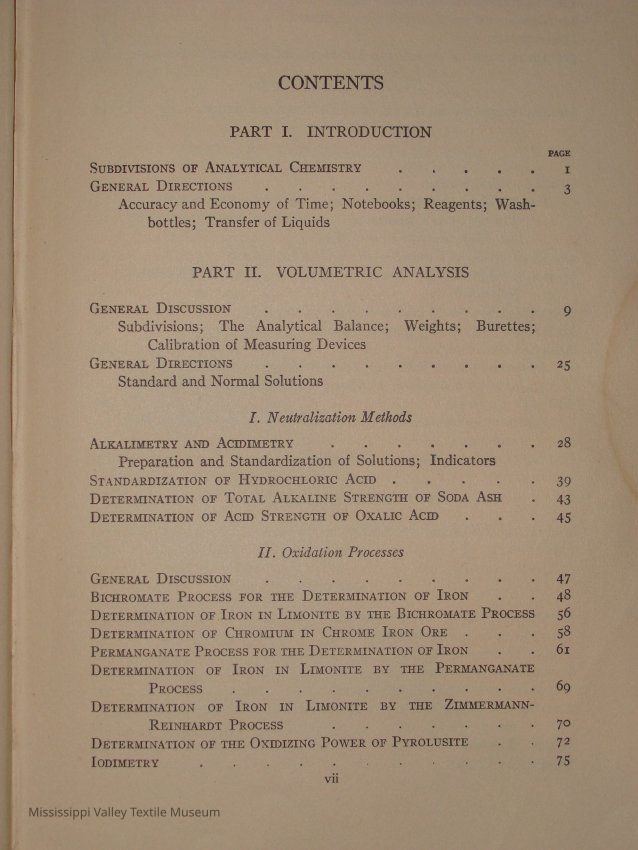 CONTENTS
PART I. INTRODUCTION
PAGE
SUBDIVISIONS OF ANALYTICAL CHEMISTRY . . . . . 1
GENERAL DIRECTIONS . . . . . . . . 3
Accuracy and Economy of Time; Notebooks; Reagents; Wash-
bottles; Transfer of Liquids
PART II. VOLUMETRIC ANALYSIS
GENERAL DISCUSSION . . . . . . . . 9
Subdivisions; The Analytical Balance; Weights; Burettes;
Calibration of Measuring Devices
GENERAL DIRECTIONS . . . . . . . . 25
Standard and Normal Solutions
I. Neutralization Methods
ALKALIMETRY AND ACIDIMETRY . . . . . . . 28
Preparation and Standardization of Solutions; Indicators
STANDARDIZATION OF HYDROCHLORIC ACID . . . . . 39
DETERMINATION OF TOTAL ALKALINE STRENGTH OF SODA ASH . 43
DETERMINATION OF ACID STRENGTH OF OXALIC ACID . . . 45
II. Oxidation Processes
GENERAL DISCUSSION . . . . . . . . 47
BICHROMATE PROCESS FOR THE DETERMINATION OF IRON . . 48
DETERMINATION OF IRON IN LIMONITE BY THE BICHROMATE PROCESS 56
DETERMINATION OF CHROMIUM IN CHROME IRON ORE . . . 58
PERMANGANATE PROCESS FOR THE DETERMINATION OF IRON . . 61
DETERMINATION OF IRON IN LIMONITE BY THE PERMANGANATE
PROCESS . . . . . . . . . . 69
DETERMINATION OF IRON IN LIMONITE BY THE ZIMMERMANN-
REINHARDT PROCESS . . . . . . . 70
DETERMINATION OF THE OXIDIZING POWER OF PYROLUSITE . . 72
IODIMETRY . . . . . . . . . . . 75
vii
Mississippi Valley Textile Museum